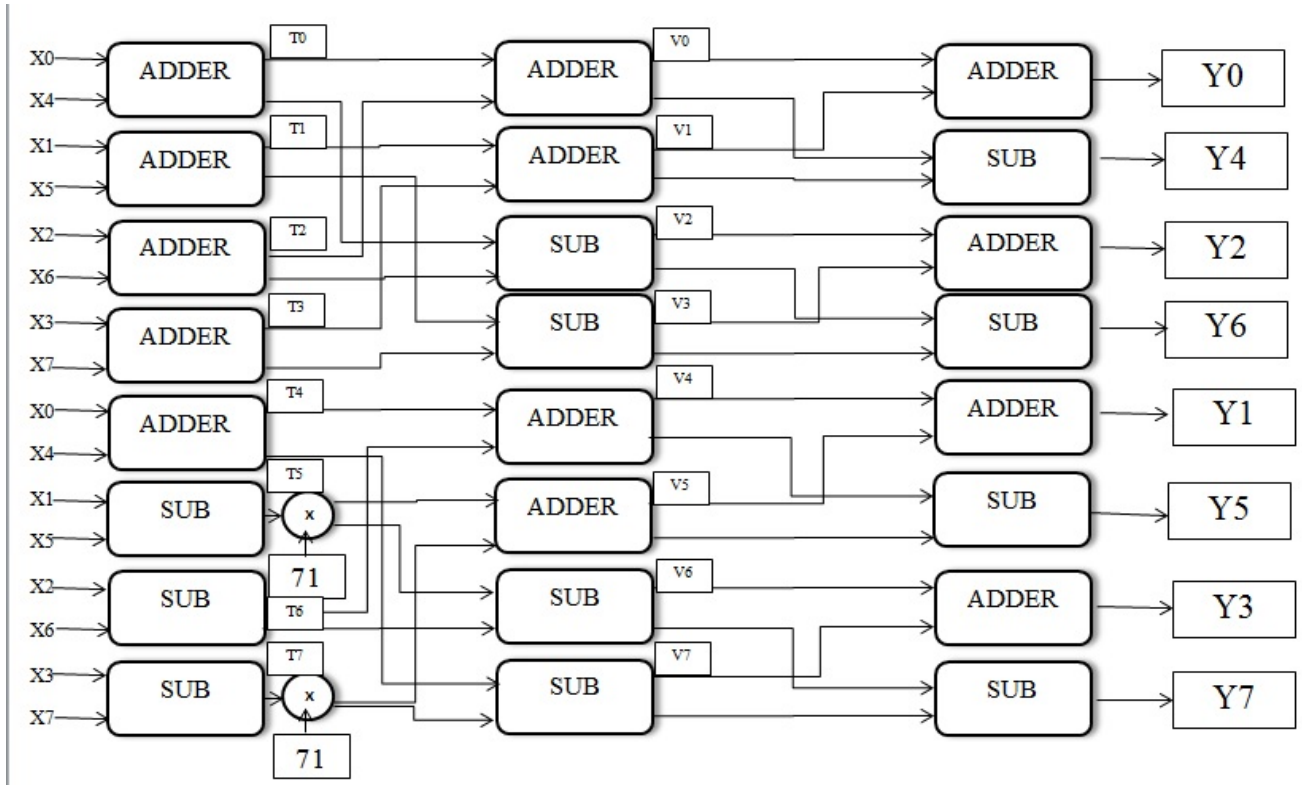 X0
X4
ADDER
T0
ADDER
V0
ADDER
Y0
X1
X5
ADDER
T1
ADDER
V1
SUB
Y4
X2
X6
ADDER
T2
SUB
V2
ADDER
Y2
X3
X7
ADDER
T3
SUB
V3
SUB
Y6
X0
X4
ADDER
T4
ADDER
V4
ADDER
Y1
X1
X5
SUB
T5
x
71
ADDER
V5
SUB
Y5
X2
X6
SUB
T6
SUB
V6
ADDER
Y3
X3
X7
SUB
T7
x
71
SUB
V7
SUB
Y7